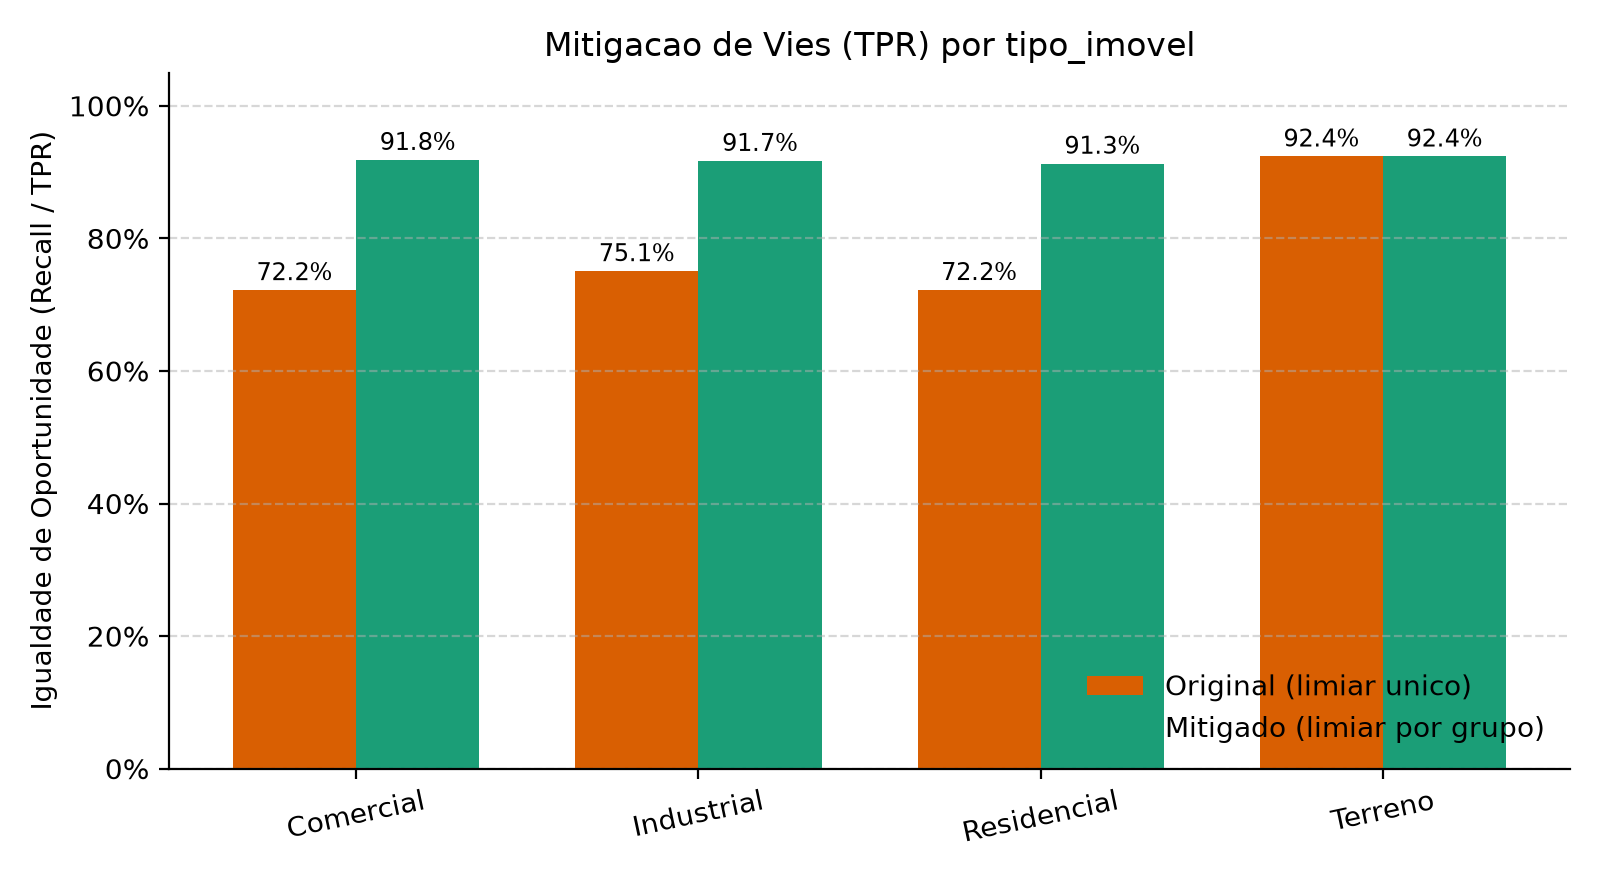 Mitigacao de Vies (TPR) por tipo_imovel
Igualdade de Oportunidade (Recall / TPR)
100%
80%
60%
40%
20%
0%
72.2%
91.8%
75.1%
91.7%
72.2%
91.3%
92.4%
92.4%
Original (limiar unico)
Mitigado (limiar por grupo)
Comercial
Industrial
Residencial
Terreno